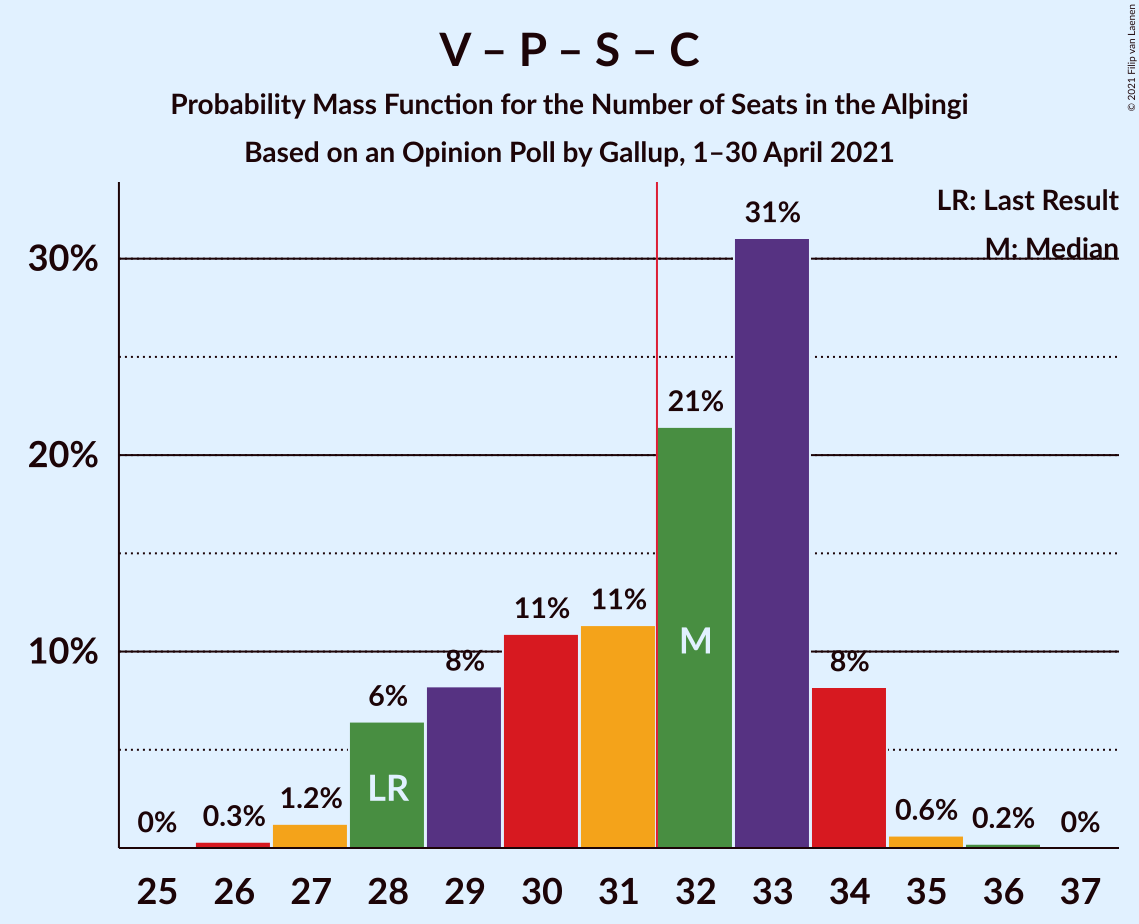 V – P – S – C
Probability Mass Function for the Number of Seats in the Alþingi
Based on an Opinion Poll by Gallup, 1–30 April 2021
© 2021 Filip van Laenen
LR: Last Result
M: Median
30%
20%
10%
0%
0.3%
1.2%
6%
8%
11%
11%
21%
31%
8%
0.6%
0.2%
0%
LR
M
25 26 27 28 29 30 31 32 33 34 35 36 37